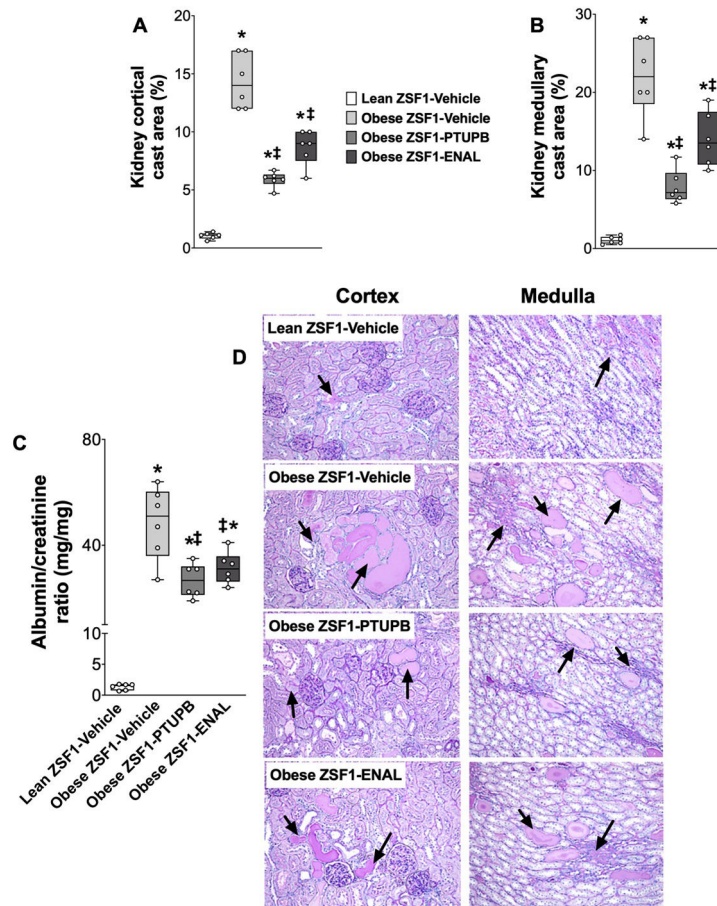 A
Kidney cortical
cast area (%)
20
15
10
5
0
*
*‡
*‡
Lean ZSF1-Vehicle
Obese ZSF1-Vehicle
Obese ZSF1-PTUPB
Obese ZSF1-ENAL
B
Kidney medullary
cast area (%)
30
20
10
0
*
*‡
*‡
C
Albumin/creatinine
ratio (mg/mg)
80
40
10
5
0
*
*‡
‡*
Lean ZSF1-Vehicle
Obese ZSF1-Vehicle
Obese ZSF1-PTUPB
Obese ZSF1-ENAL
D
Cortex
Medulla
Lean ZSF1-Vehicle
Obese ZSF1-Vehicle
Obese ZSF1-PTUPB
Obese ZSF1-ENAL